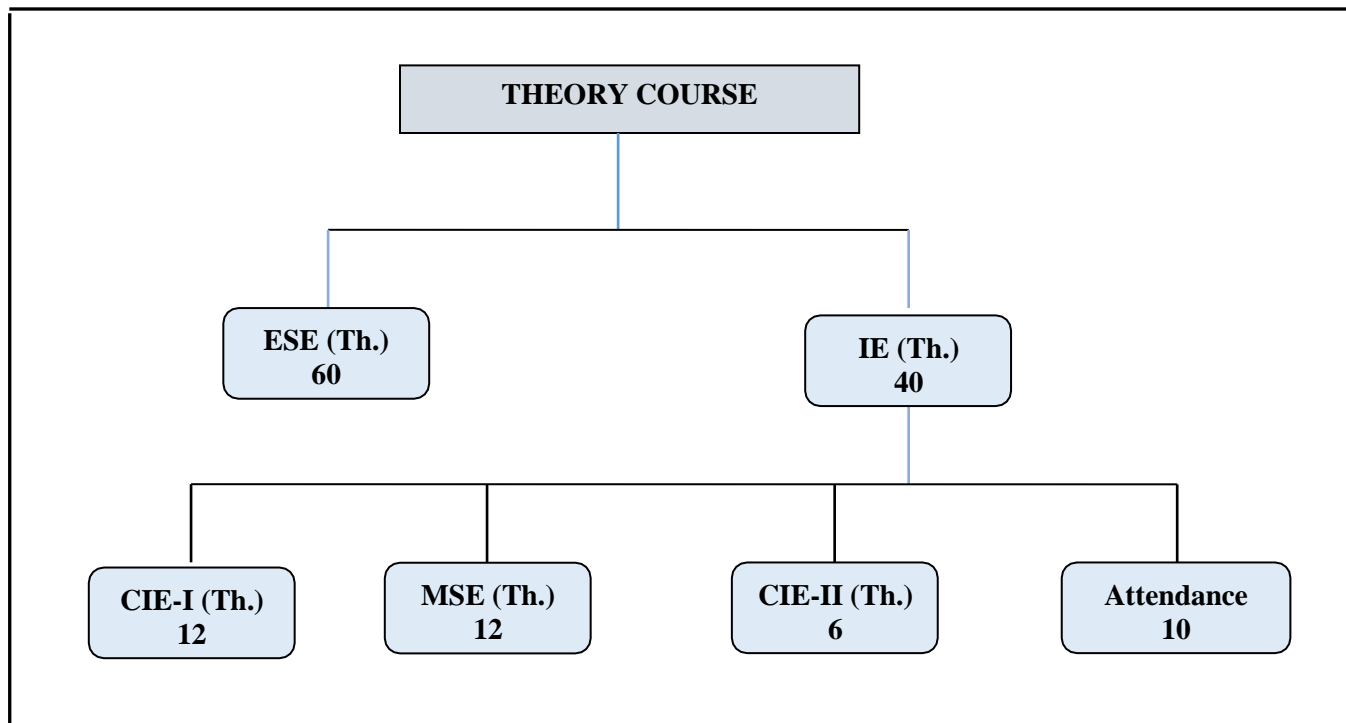 THEORY COURSE
ESE (Th.)
60
IE (Th.)
40
CIE-I (Th.)
12
MSE (Th.)
12
CIE-II (Th.)
6
Attendance
10